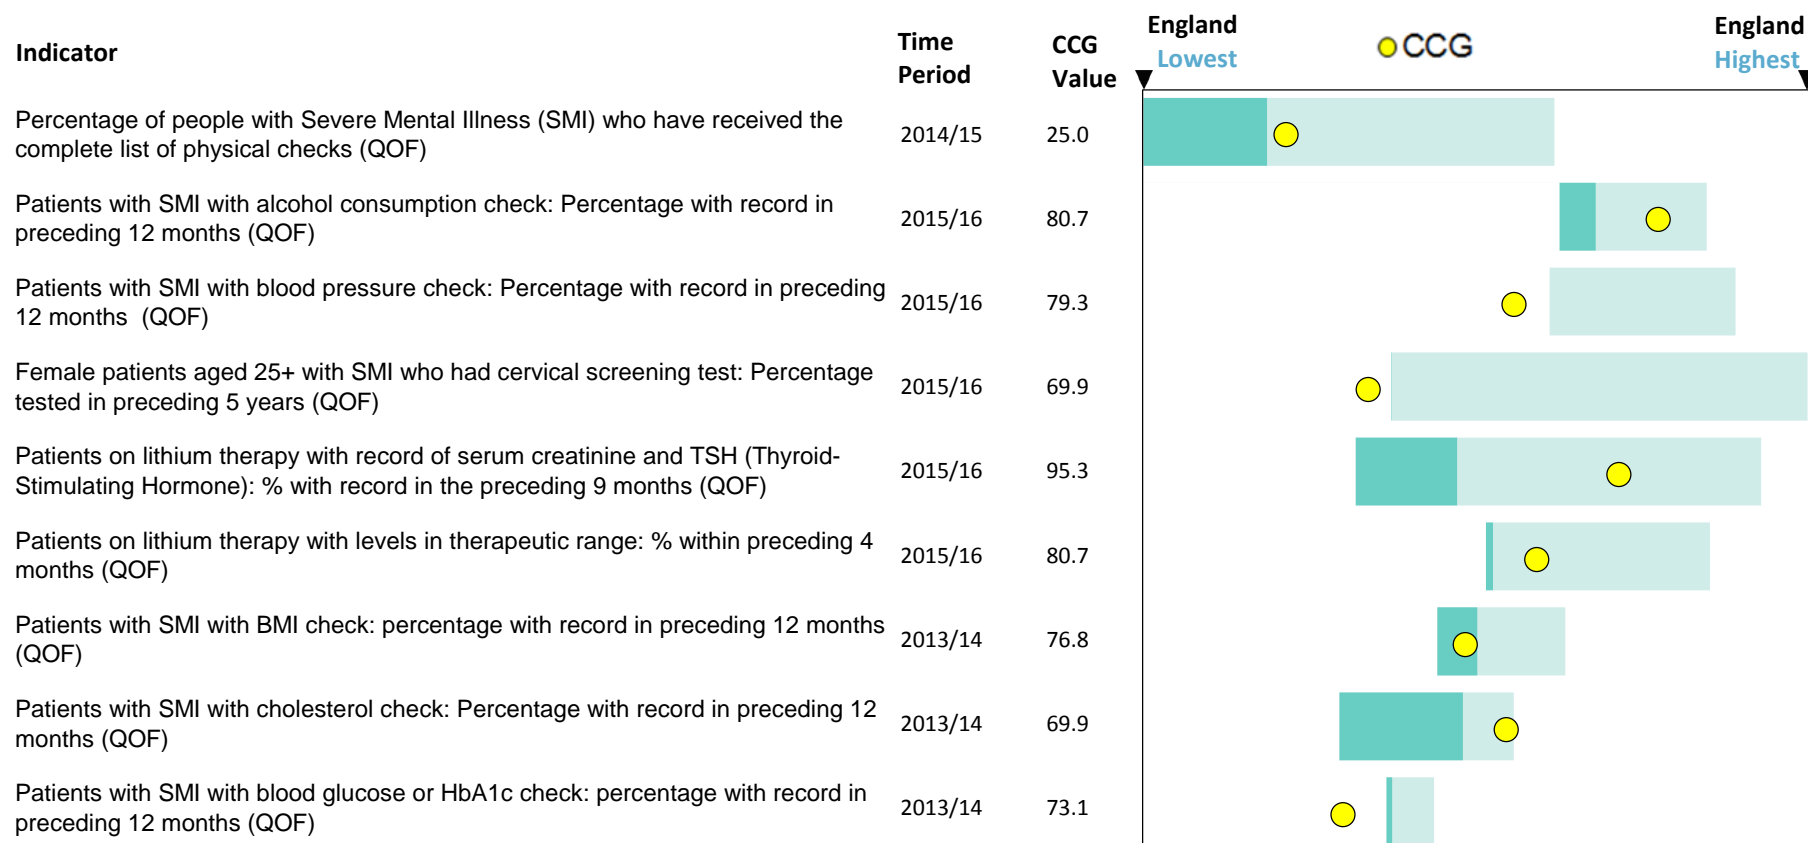 Indicator
Time Period
CCG Value
England Lowest
CCG
England Highest
Percentage of people with Severe Mental Illness (SMI) who have received the
complete list of physical checks (QOF)
2014/15
25.0
Patients with SMI with alcohol consumption check: Percentage with record in
preceding 12 months (QOF)
2015/16
80.7
Patients with SMI with blood pressure check: Percentage with record in preceding
12 months (QOF)
2015/16
79.3
Female patients aged 25+ with SMI who had cervical screening test: Percentage
tested in preceding 5 years (QOF)
2015/16
69.9
Patients on lithium therapy with record of serum creatinine and TSH (Thyroid-
Stimulating Hormone): % with record in the preceding 9 months (QOF)
2015/16
95.3
Patients on lithium therapy with levels in therapeutic range: % within preceding 4
months (QOF)
2015/16
80.7
Patients with SMI with BMI check: percentage with record in preceding 12 months
(QOF)
2013/14
76.8
Patients with SMI with cholesterol check: Percentage with record in preceding 12
months (QOF)
2013/14
69.9
Patients with SMI with blood glucose or HbA1c check: percentage with record in
preceding 12 months (QOF)
2013/14
73.1